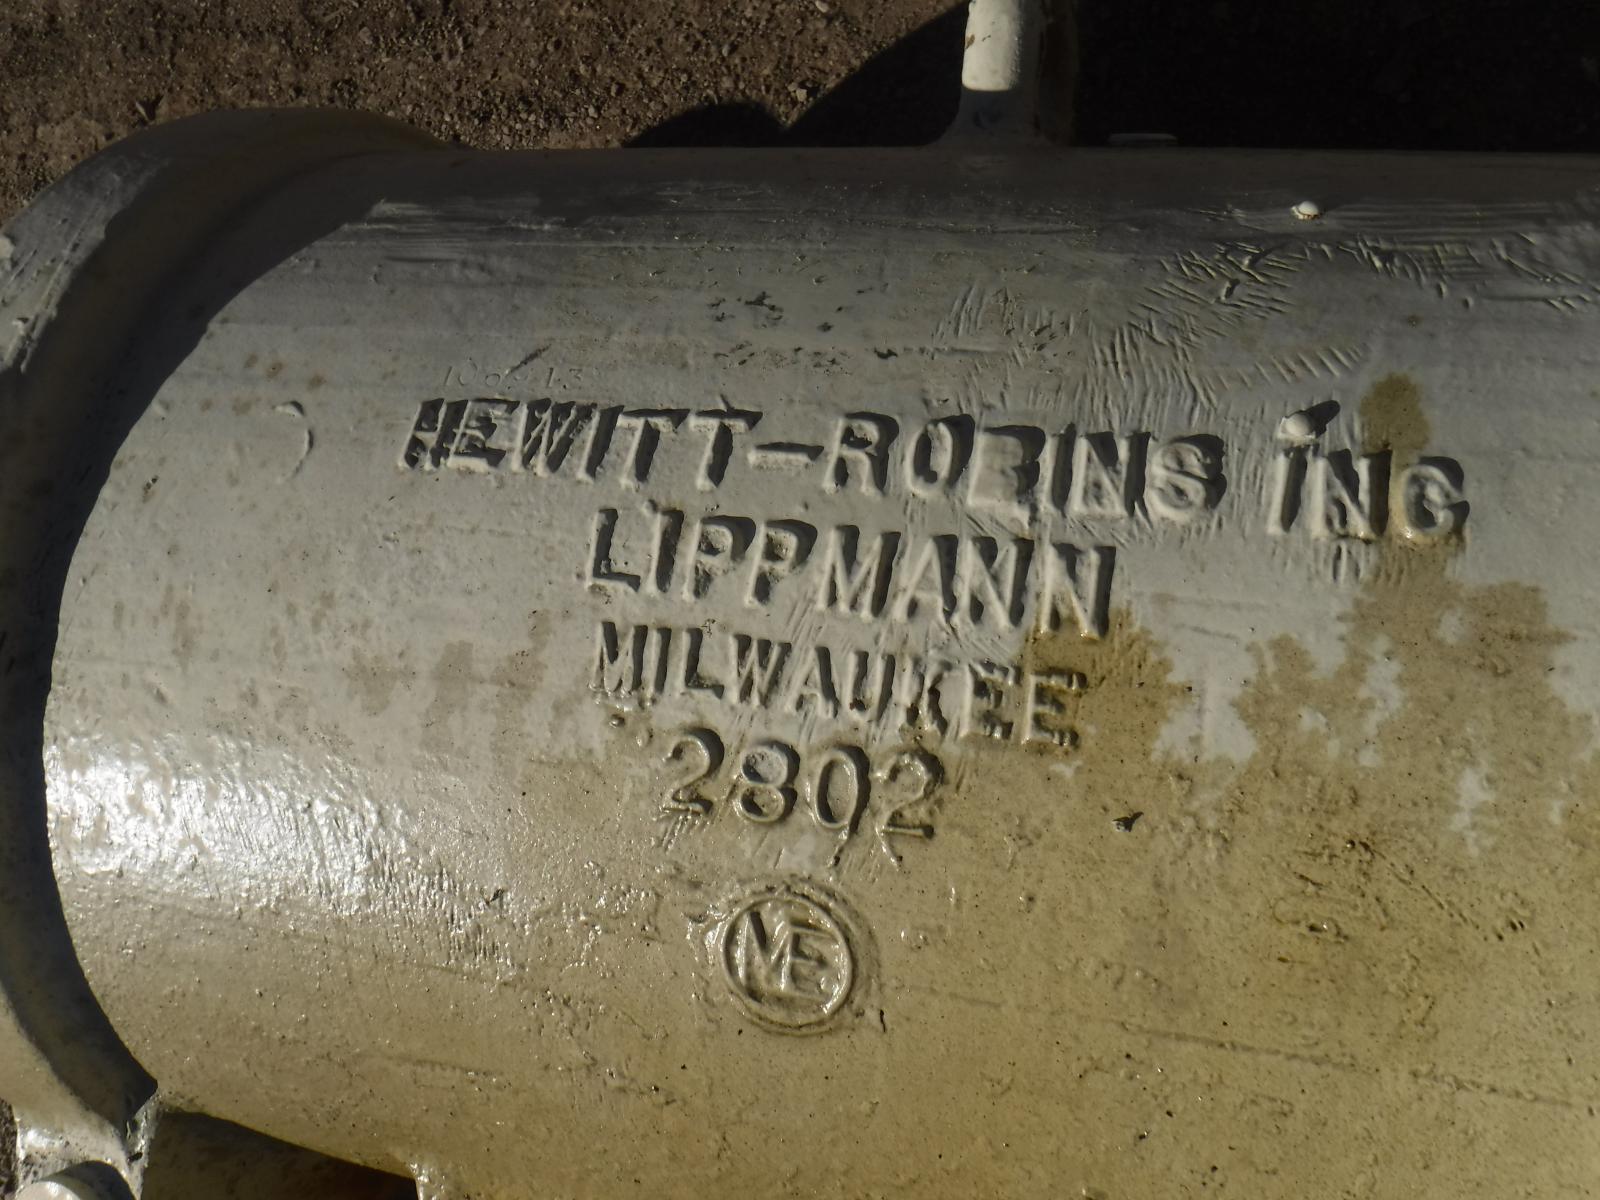 HEWITT-ROBINS INC
LIPPMANN
MILWAUKEE
2802
ME